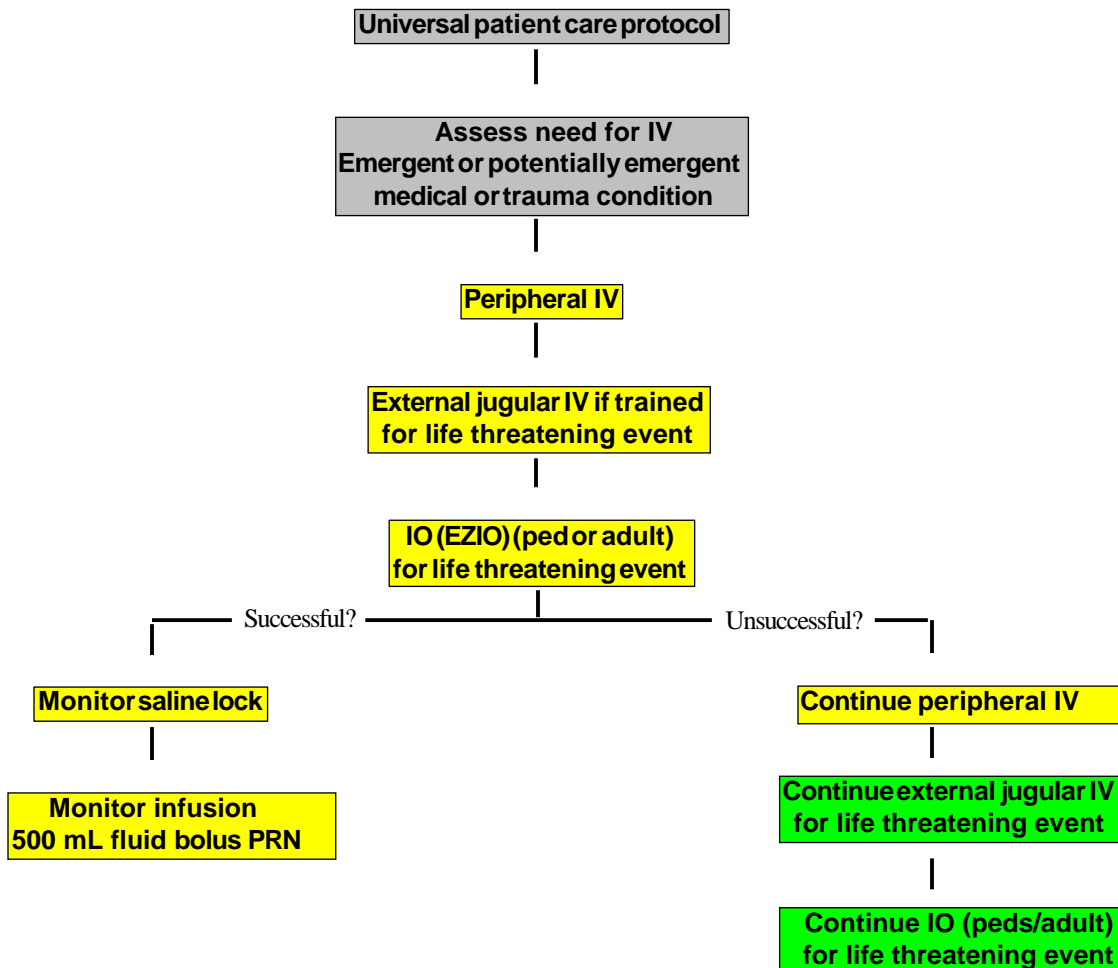 Universal patient care protocol
Assess need for IV
Emergent or potentially emergent
medical or trauma condition
Peripheral IV
External jugular IV if trained
for life threatening event
IO (EZIO) (ped or adult)
for life threatening event
Successful?
Unsuccessful?
Monitor saline lock
Monitor infusion
500 mL fluid bolus PRN
Continue peripheral IV
Continue external jugular IV
for life threatening event
Continue IO (peds/adult)
for life threatening event